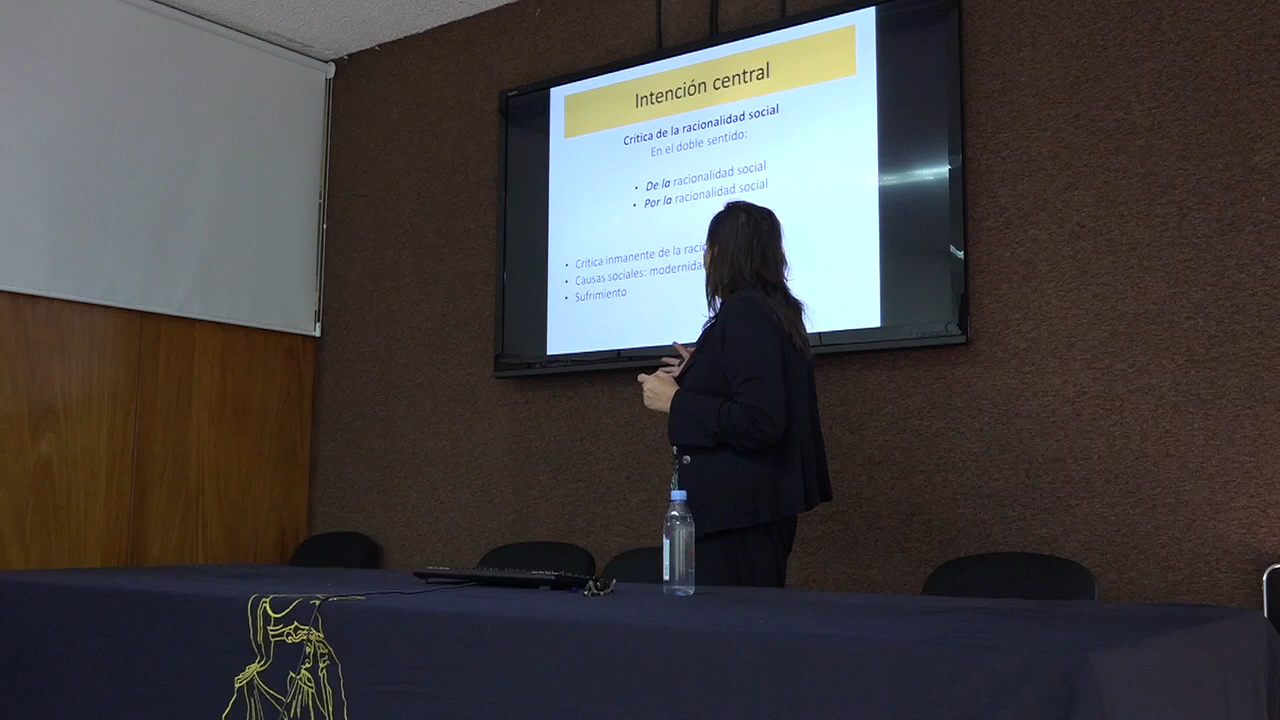 Intención central
Crítica de la racionalidad social
En el doble sentido:
• De la racionalidad social
• Por la racionalidad social
• Crítica inmanente de la
• Causas sociales:
• Sufrimiento